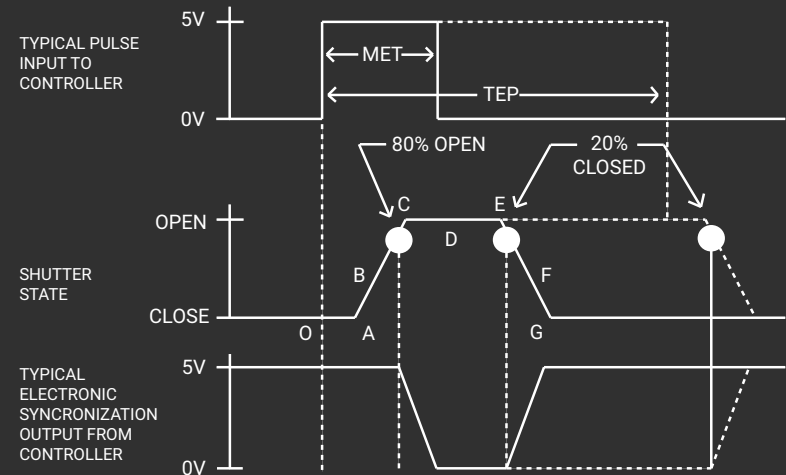 5V
TYPICAL PULSE
INPUT TO
CONTROLLER
MET
TEP
0V
80% OPEN
20%
CLOSED
C
E
OPEN
D
B
F
SHUTTER
STATE
CLOSE
O
A
G
5V
TYPICAL
ELECTRONIC
SYNCRONIZATION
OUTPUT FROM
CONTROLLER
0V